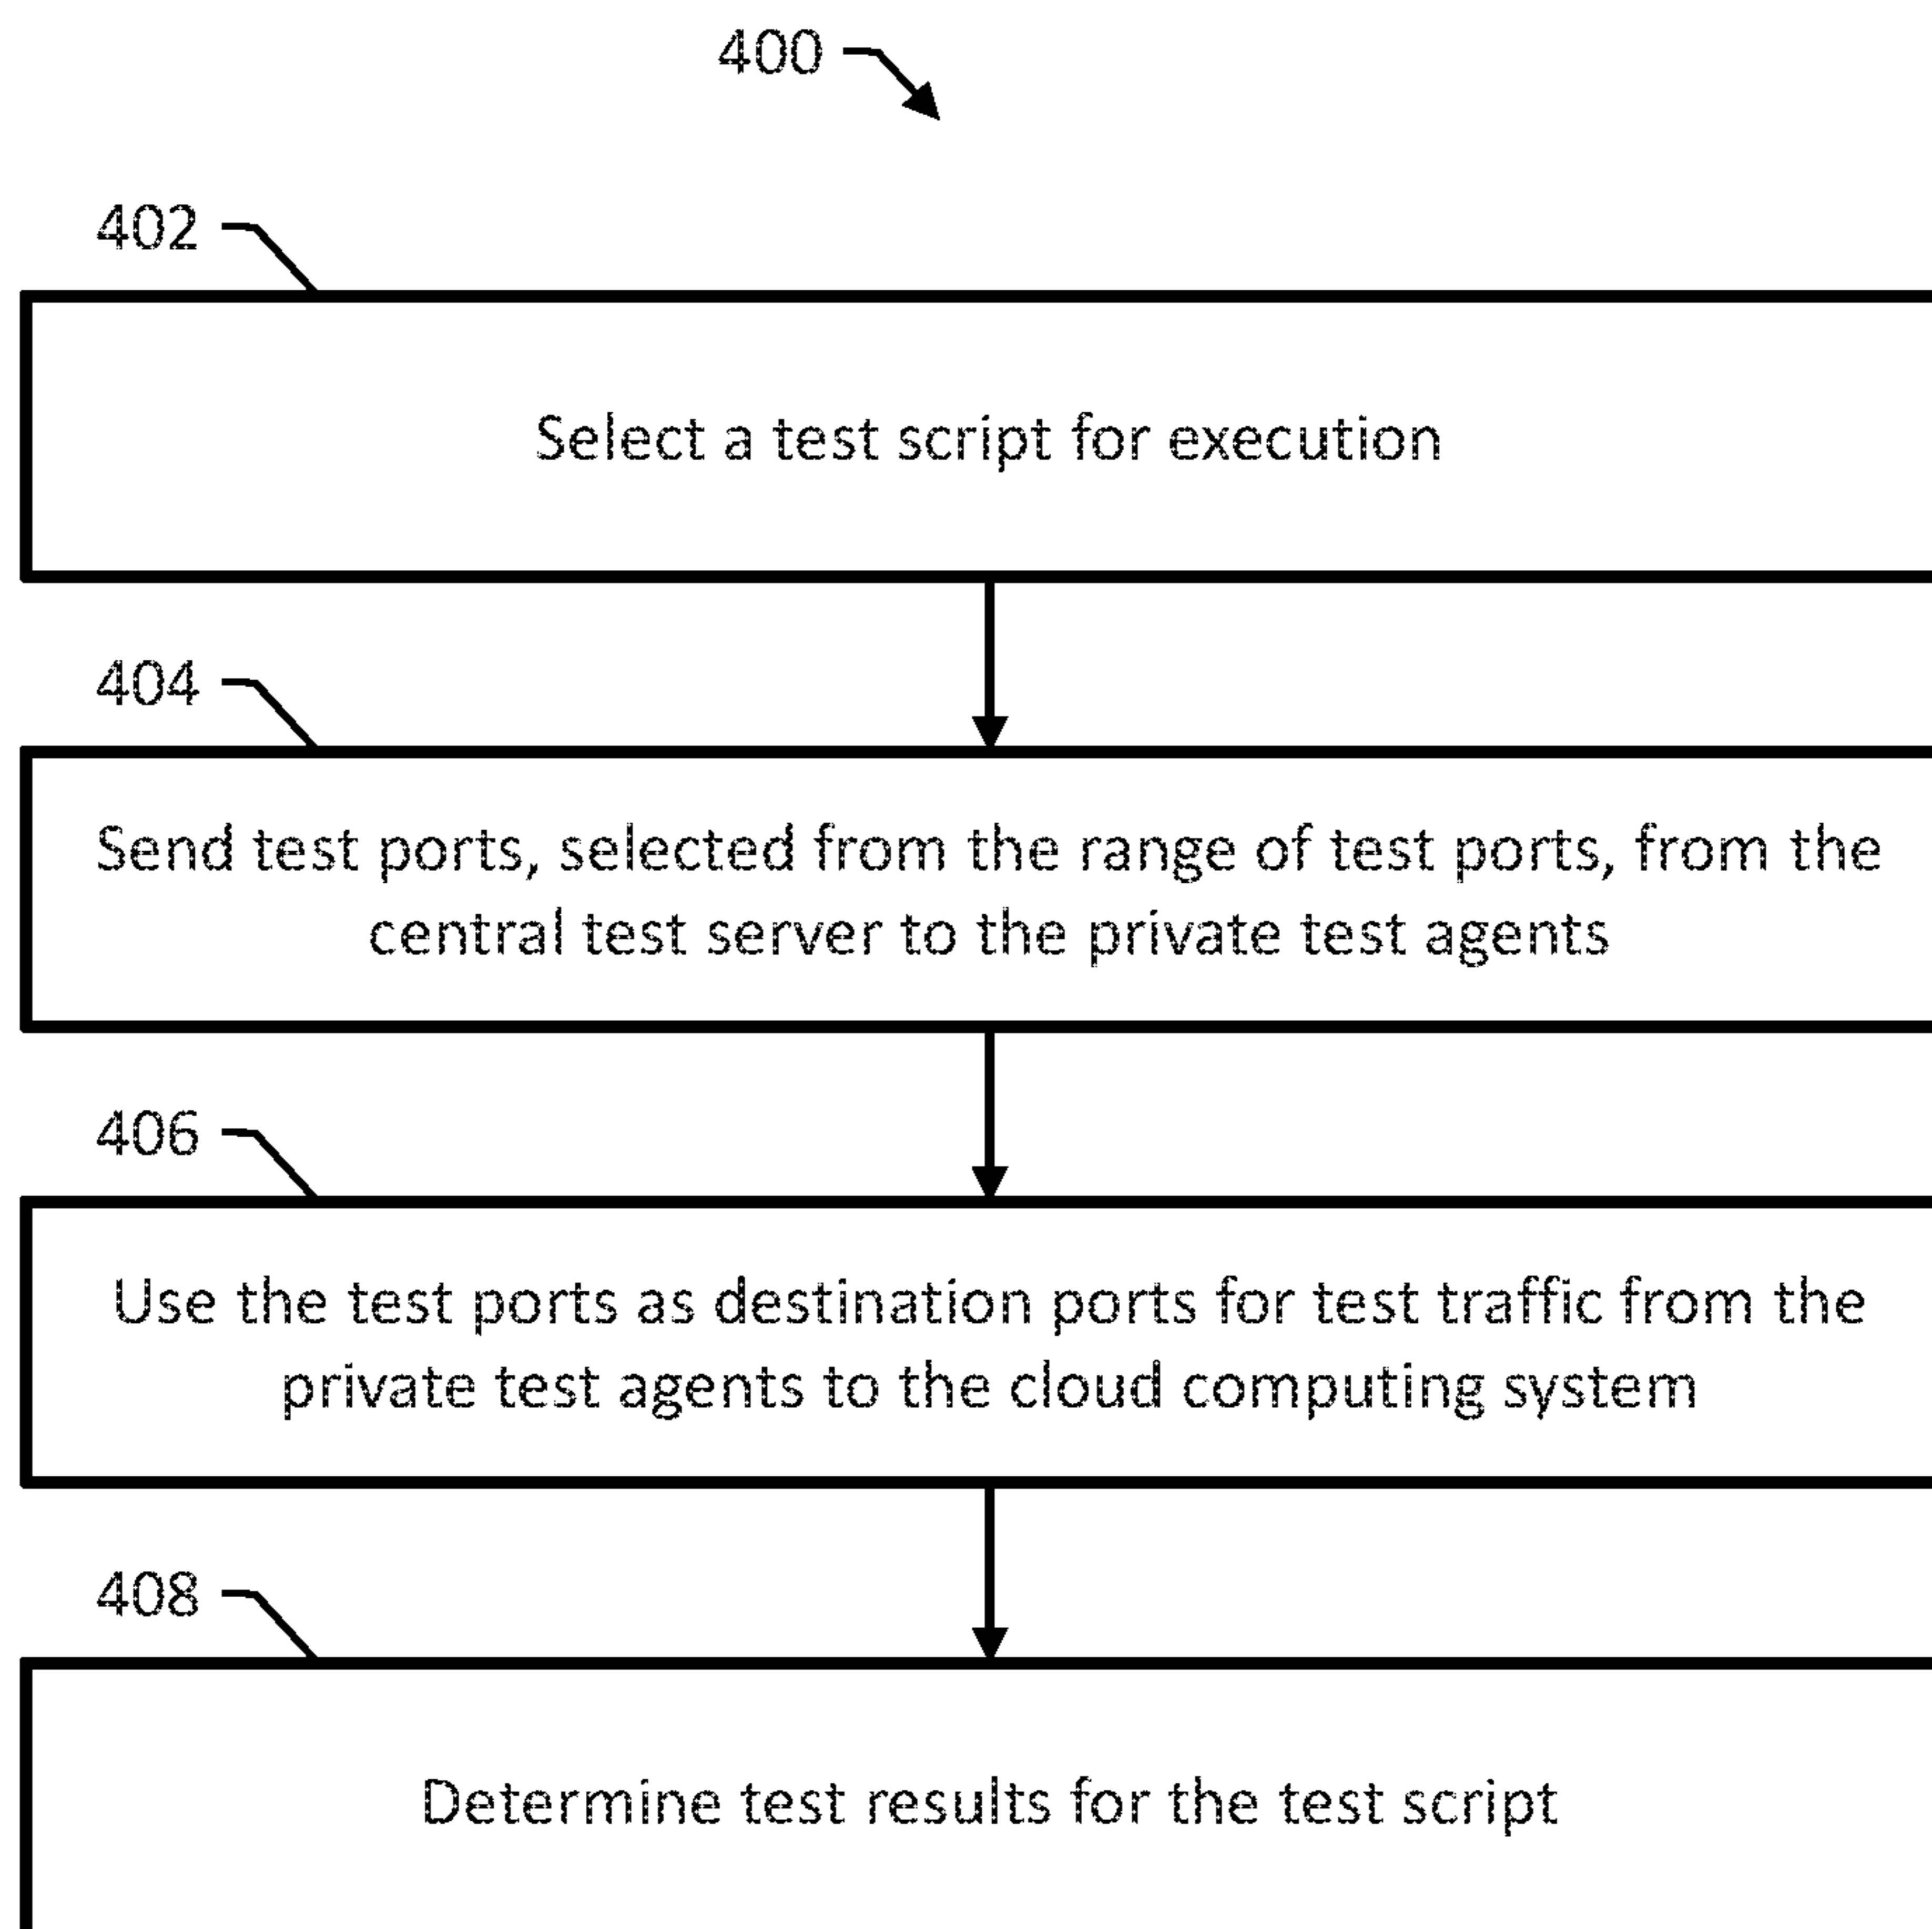 400
402
Select a test script for execution
404
Send test ports, selected from the range of test ports, from the
central test server to the private test agents
406
Use the test ports as destination ports for test traffic from the
private test agents to the cloud computing system
408
Determine test results for the test script